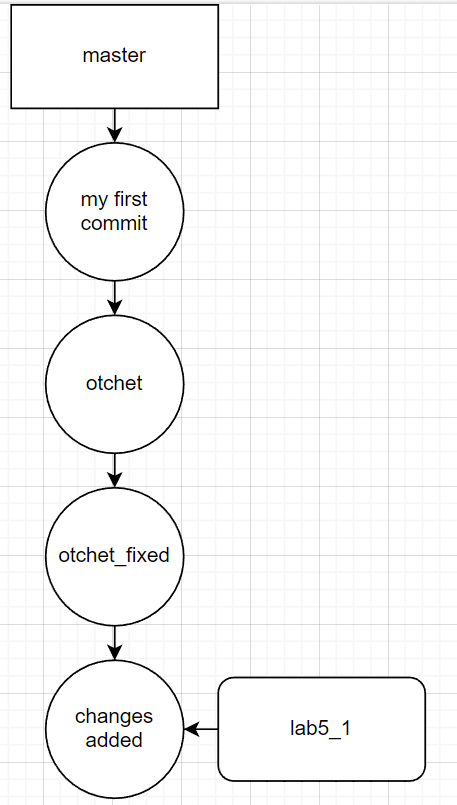 master
my first
commit
otchet
otchet_fixed
changes
added
lab5_1